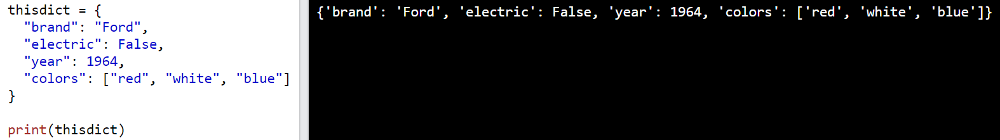 thisdict = {
  "brand": "Ford",
  "electric": False,
  "year": 1964,
  "colors": ["red", "white", "blue"]
}
print(thisdict)
{'brand': 'Ford', 'electric': False, 'year': 1964, 'colors': ['red', 'white', 'blue']}